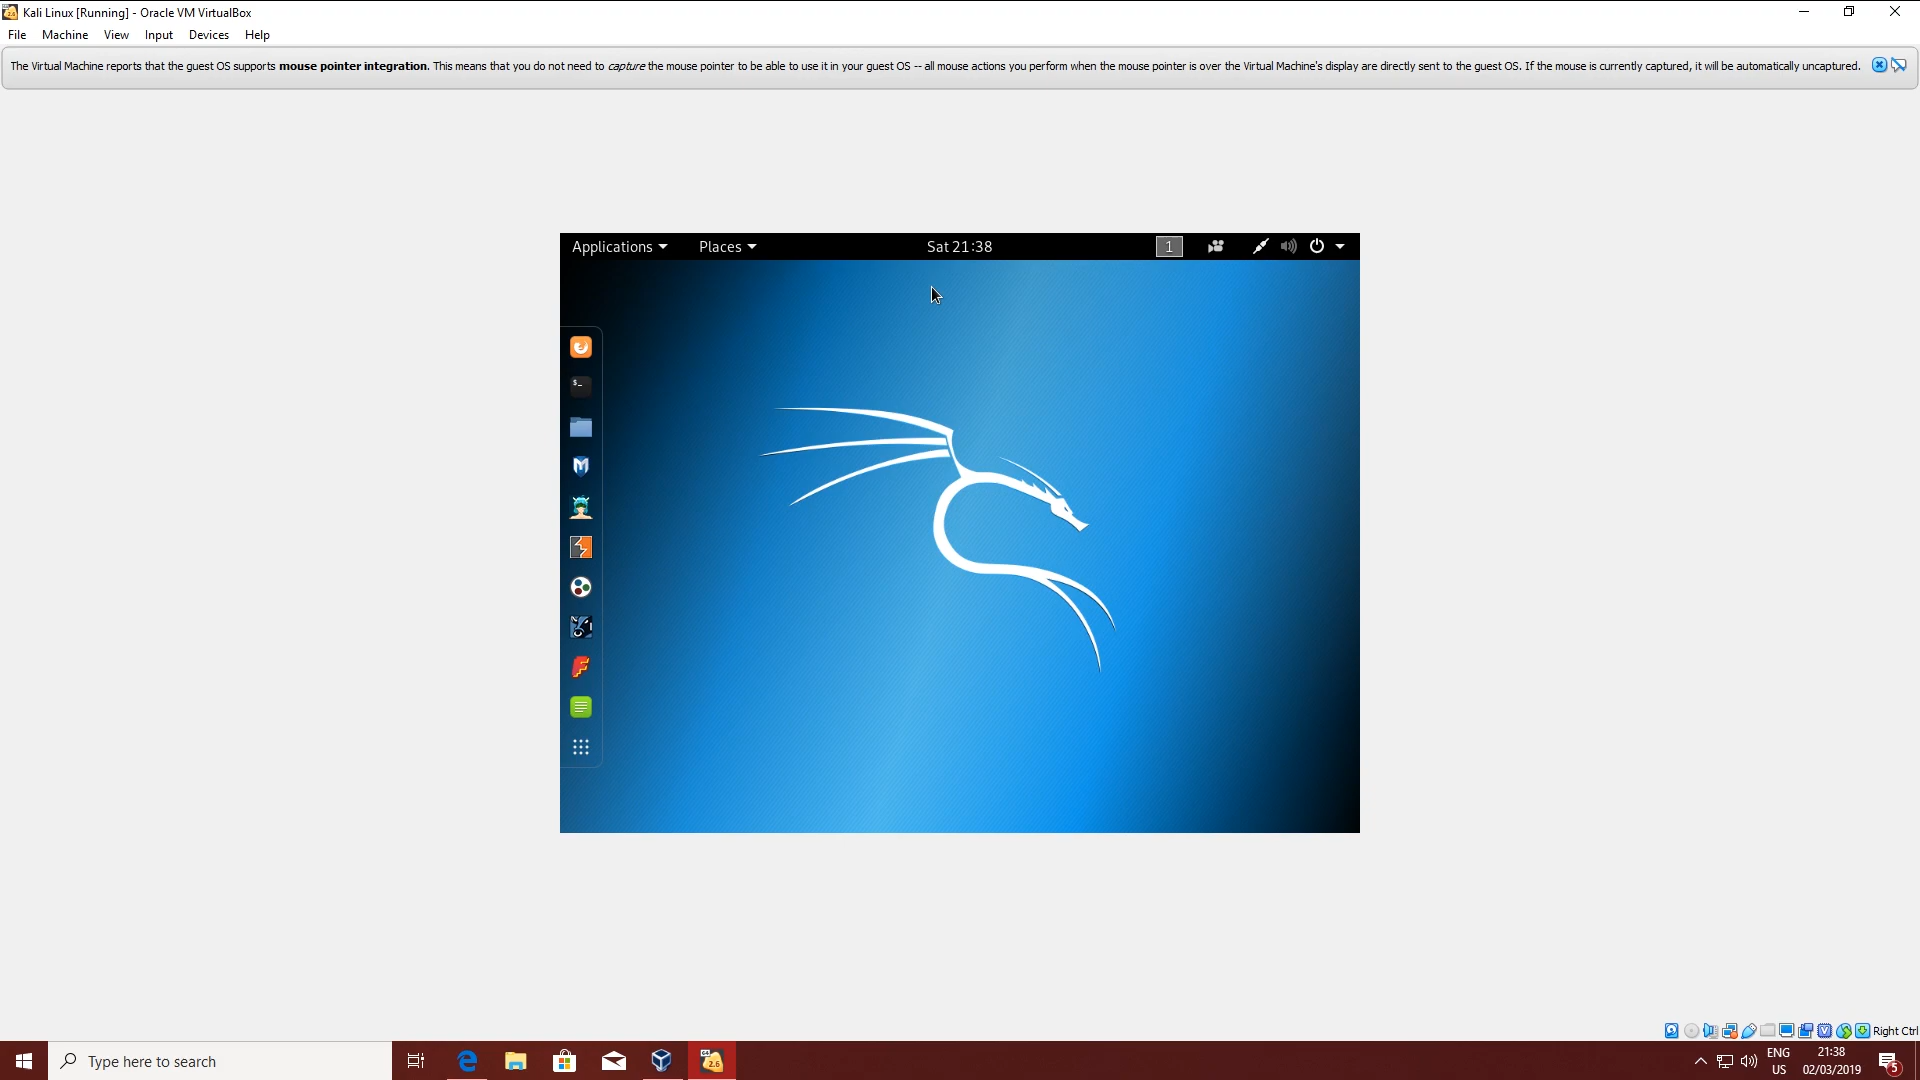 Kali Linux [Running] - Oracle VM VirtualBox
File Machine View Input Devices Help
The Virtual Machine reports that the guest OS supports mouse pointer integration. This means that you do not need to capture the mouse pointer to be able to use it in your guest OS -- all mouse actions you perform when the mouse pointer is over the Virtual Machine's display are directly sent to the guest OS. If the mouse is currently captured, it will be automatically uncaptured.
Applications Places Sat 21:38 1
Right Ctrl
Type here to search
ENG 21:38
US 02/03/2019 5